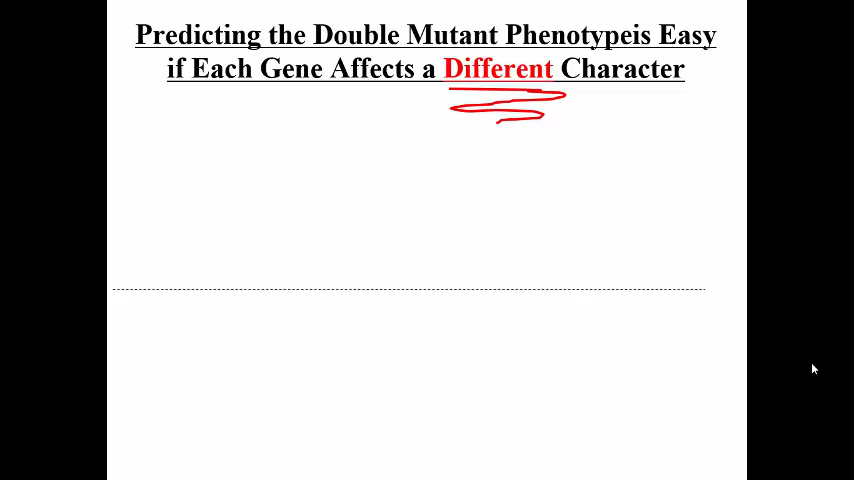 Predicting the Double Mutant Phenotypeis Easy
if Each Gene Affects a Different Character